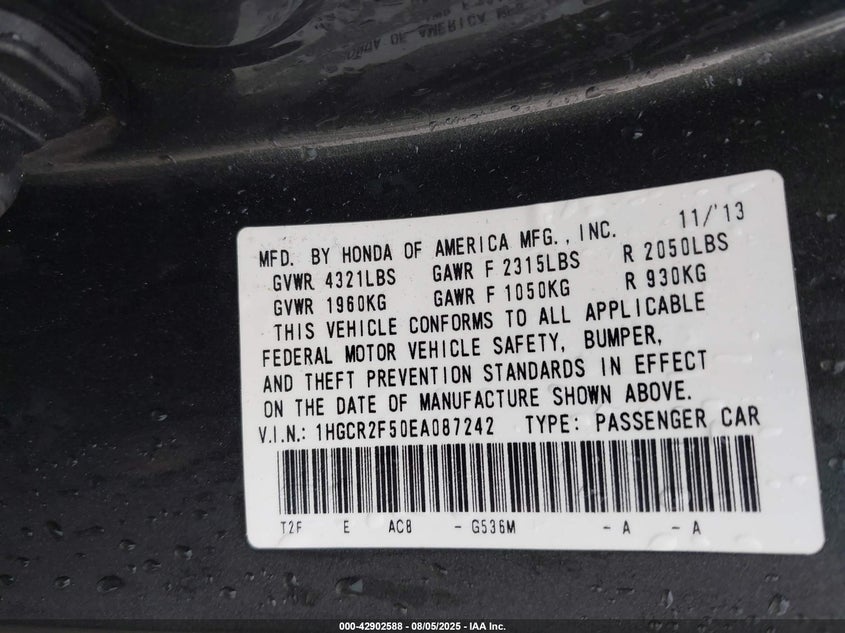 MFD. BY HONDA OF AMERICA MFG., INC. 11/'13
GVWR 4321LBS GAWR F 2315LBS R 2050LBS
GVWR 1960KG GAWR F 1050KG R 930KG
THIS VEHICLE CONFORMS TO ALL APPLICABLE
FEDERAL MOTOR VEHICLE SAFETY, BUMPER,
AND THEFT PREVENTION STANDARDS IN EFFECT
ON THE DATE OF MANUFACTURE SHOWN ABOVE.
V.I.N.: 1HGCR2F50EA087242 TYPE: PASSENGER CAR
T2F E AC8 - G536M - A - A
000-42902588 - 08/05/2025 - IAA Inc.